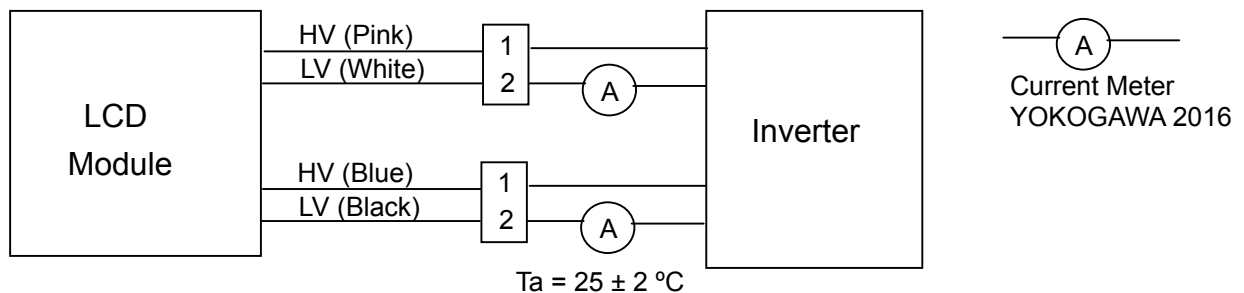 HV (Pink)
1
LV (White)
2
A
A
Current Meter
YOKOGAWA 2016
LCD
Module
Inverter
HV (Blue)
1
LV (Black)
2
A
Ta = 25 ± 2 ºC